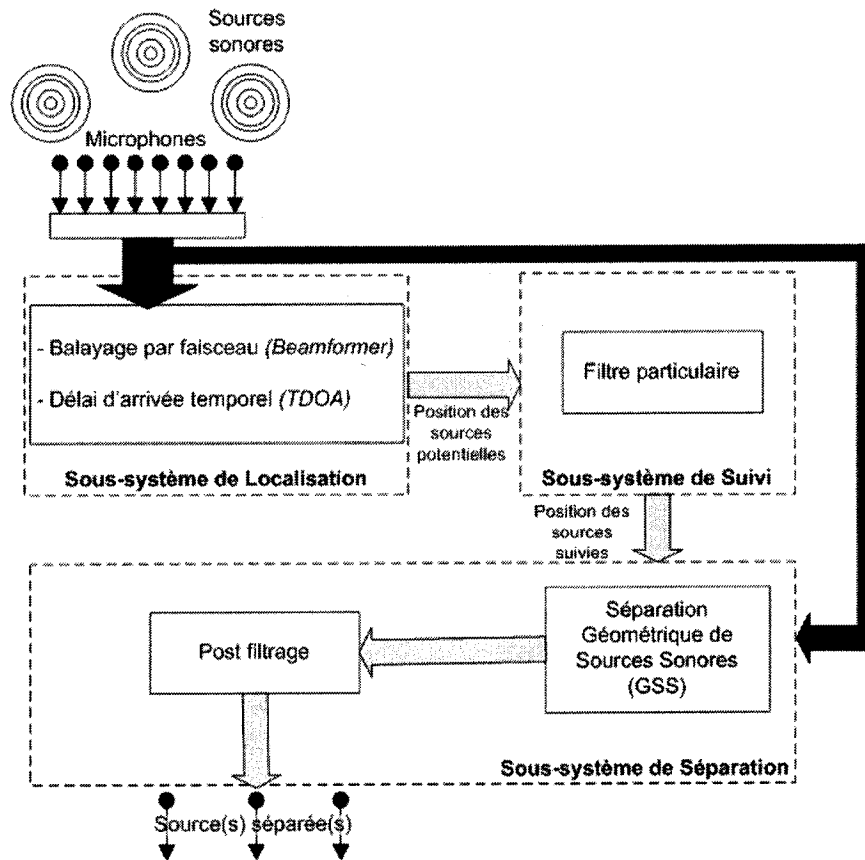 Sources
sonores
Microphones
- Balayage par faisceau (Beamformer)
- Délai d'arrivée temporel (TDOA)
Sous-système de Localisation
Position des
sources
potentielles
Filtre particulaire
Sous-système de Suivi
Position des
sources
suivies
Séparation
Géométrique de
Sources Sonores
(GSS)
Post filtrage
Sous-système de Séparation
Source(s) séparée(s)